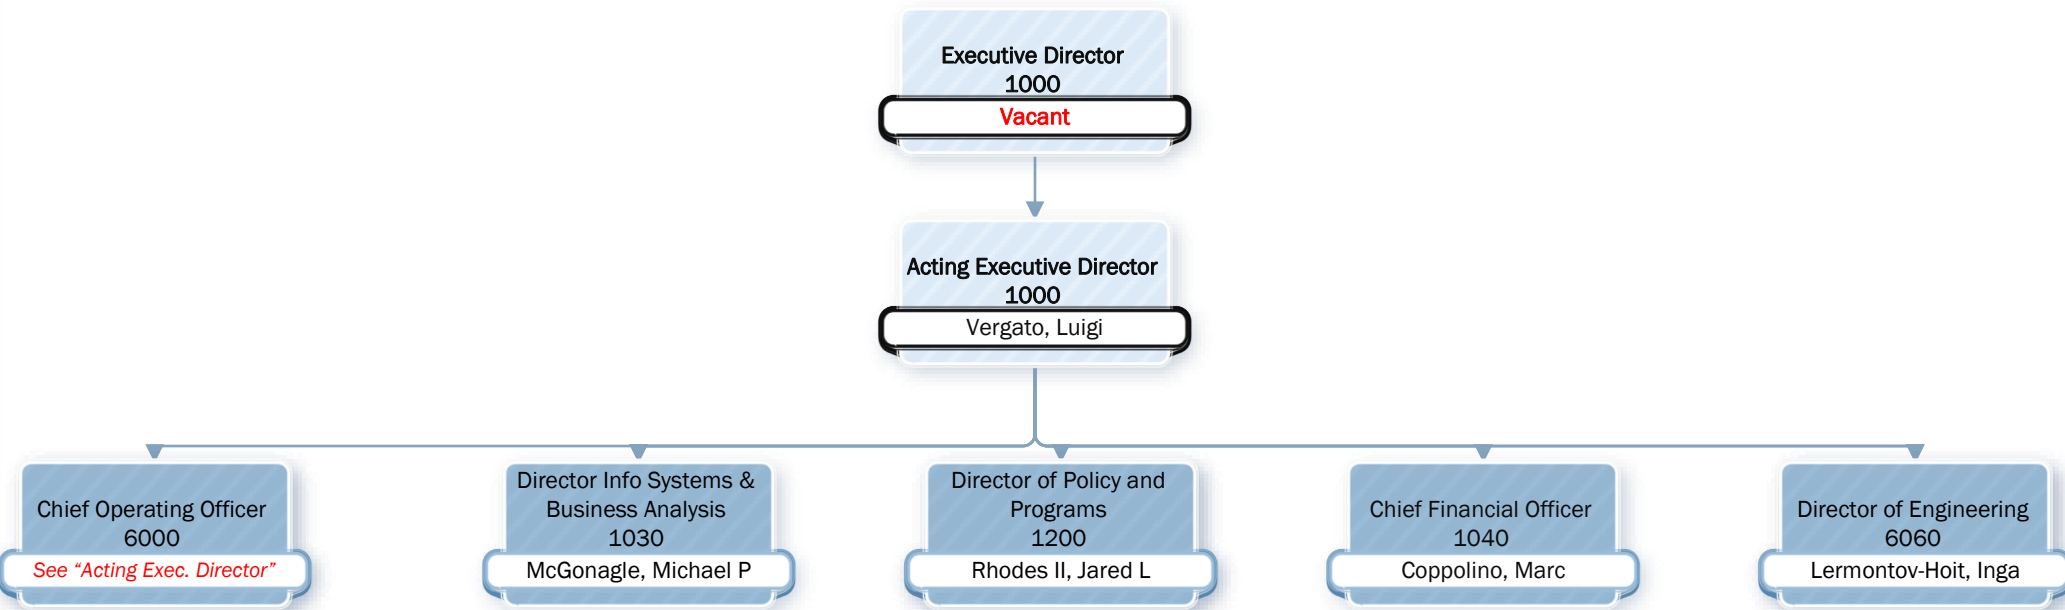 Executive Director
1000
Vacant
Acting Executive Director
1000
Vergato, Luigi
Chief Operating Officer
6000
See “Acting Exec. Director”
Director Info Systems &
Business Analysis
1030
McGonagle, Michael P
Director of Policy and
Programs
1200
Rhodes II, Jared L
Chief Financial Officer
1040
Coppolino, Marc
Director of Engineering
6060
Lermontov-Hoit, Inga